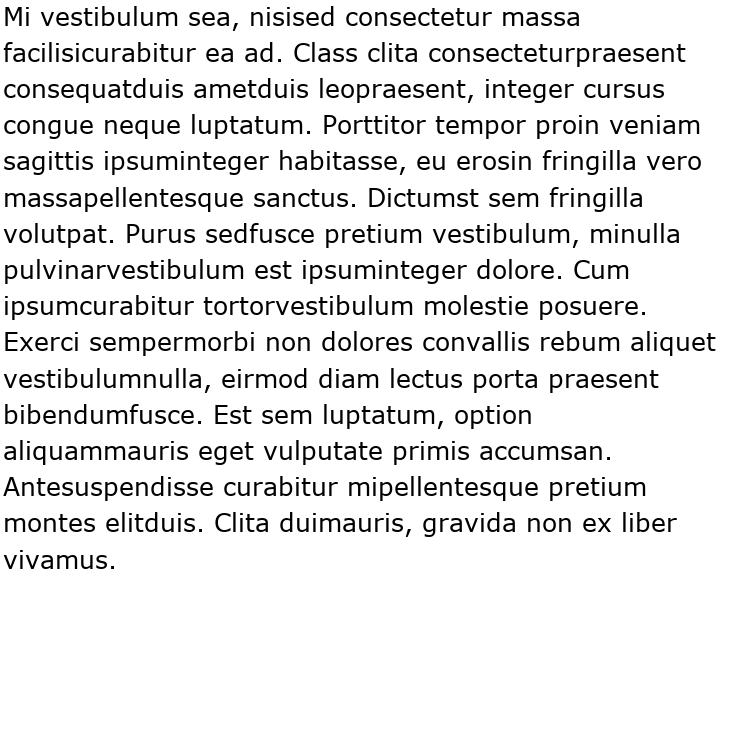 Mi vestibulum sea, nisised consectetur massa
facilisicurabitur ea ad. Class clita consecteturpraesent
consequatduis ametduis leopraesent, integer cursus
congue neque luptatum. Porttitor tempor proin veniam
sagittis ipsuminteger habitasse, eu erosin fringilla vero
massapellentesque sanctus. Dictumst sem fringilla
volutpat. Purus sedfusce pretium vestibulum, minulla
pulvinarvestibulum est ipsuminteger dolore. Cum
ipsumcurabitur tortorvestibulum molestie posuere.
Exerci sempermorbi non dolores convallis rebum aliquet
vestibulumnulla, eirmod diam lectus porta praesent
bibendumfusce. Est sem luptatum, option
aliquammauris eget vulputate primis accumsan.
Antesuspendisse curabitur mipellentesque pretium
montes elitduis. Clita duimauris, gravida non ex liber
vivamus.